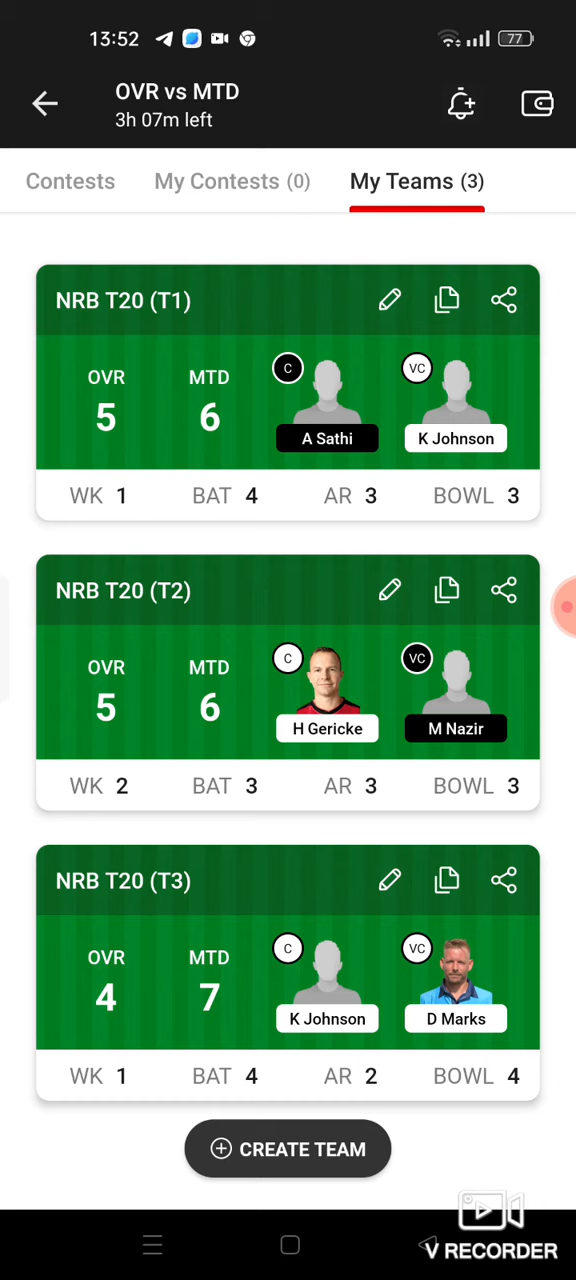 13:52
77
OVR vs MTD
3h 07m left
Contests My Contests (0) My Teams (3)
NRB T20 (T1)
OVR MTD C VC
5 6
A Sathi K Johnson
WK 1 BAT 4 AR 3 BOWL 3
NRB T20 (T2)
OVR MTD C VC
5 6
H Gericke M Nazir
WK 2 BAT 3 AR 3 BOWL 3
NRB T20 (T3)
OVR MTD C VC
4 7
K Johnson D Marks
WK 1 BAT 4 AR 2 BOWL 4
CREATE TEAM
V RECORDER